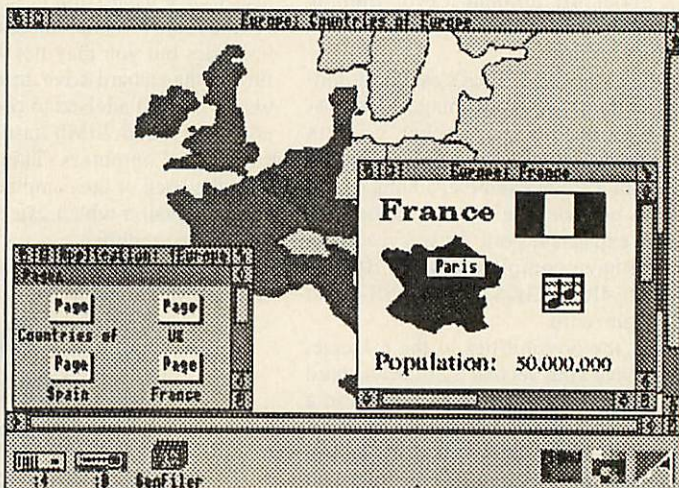 Europe: Countries of Europe
Europe: France
France
Paris
Population: 50,000,000
Application: (Europe
Pages
Page Page
Countries of UK
Page Page
Spain France
:4 :0 GenFiler